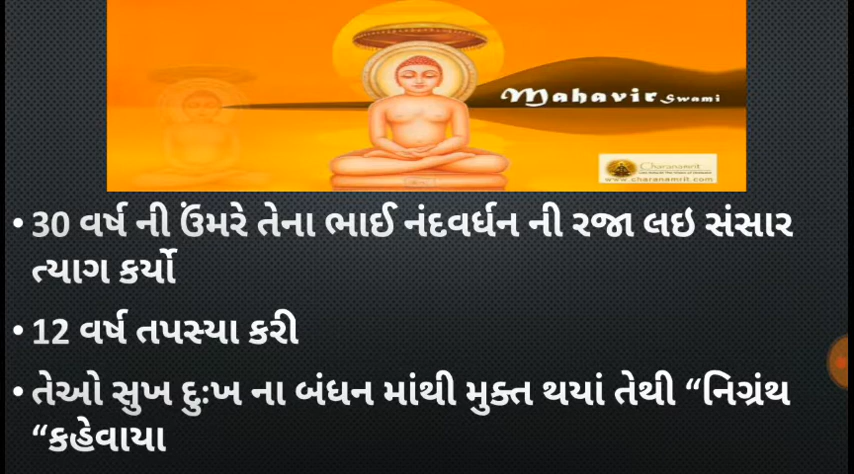 Mahavir Swami
Charanamrit
www.charanamrit.com
• 30 વર્ષ ની ઉંમરે તેના ભાઈ નંદવર્ધન ની રજા લઇ સંસાર
ત્યાગ કર્યો
• 12 વર્ષ તપસ્યા કરી
• તેઓ સુખ દુઃખ ના બંધન માંથી મુક્ત થયાં તેથી “નિગ્રંથ
“કહેવાયા